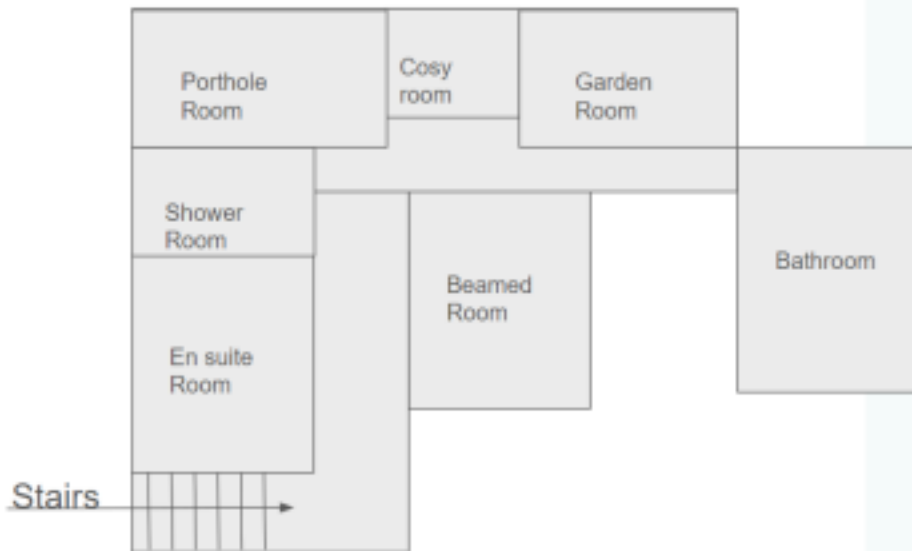 Porthole
Room
Cosy
room
Garden
Room
Shower
Room
Beamed
Room
Bathroom
En suite
Room
Stairs